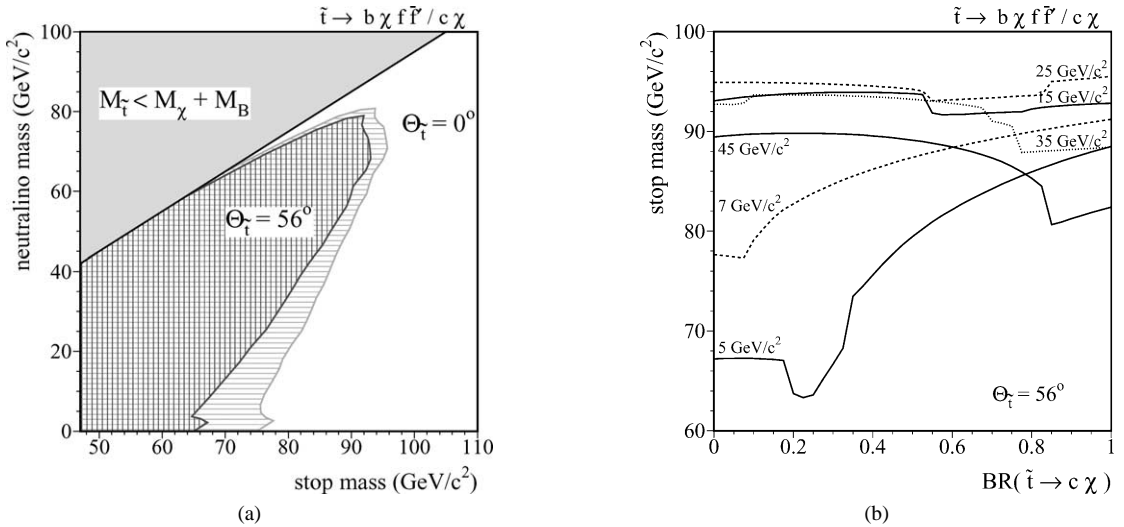 t̃ → b χ f f̄′ / c χ
neutralino mass (GeV/c²)
100
80
60
40
20
0
M_t̃ < M_χ + M_B
Θ_t̃ = 0°
Θ_t̃ = 56°
50 60 70 80 90 100 110
stop mass (GeV/c²)
(a)
t̃ → b χ f f̄′ / c χ
stop mass (GeV/c²)
100
90
80
70
60
25 GeV/c²
15 GeV/c²
35 GeV/c²
45 GeV/c²
7 GeV/c²
5 GeV/c²
Θ_t̃ = 56°
0 0.2 0.4 0.6 0.8 1
BR( t̃ → c χ )
(b)